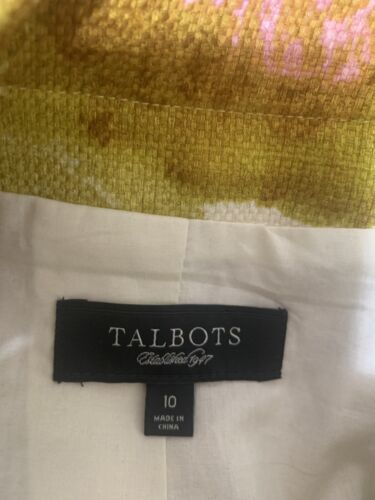 TALBOTS
Established 1947
10
MADE IN
CHINA